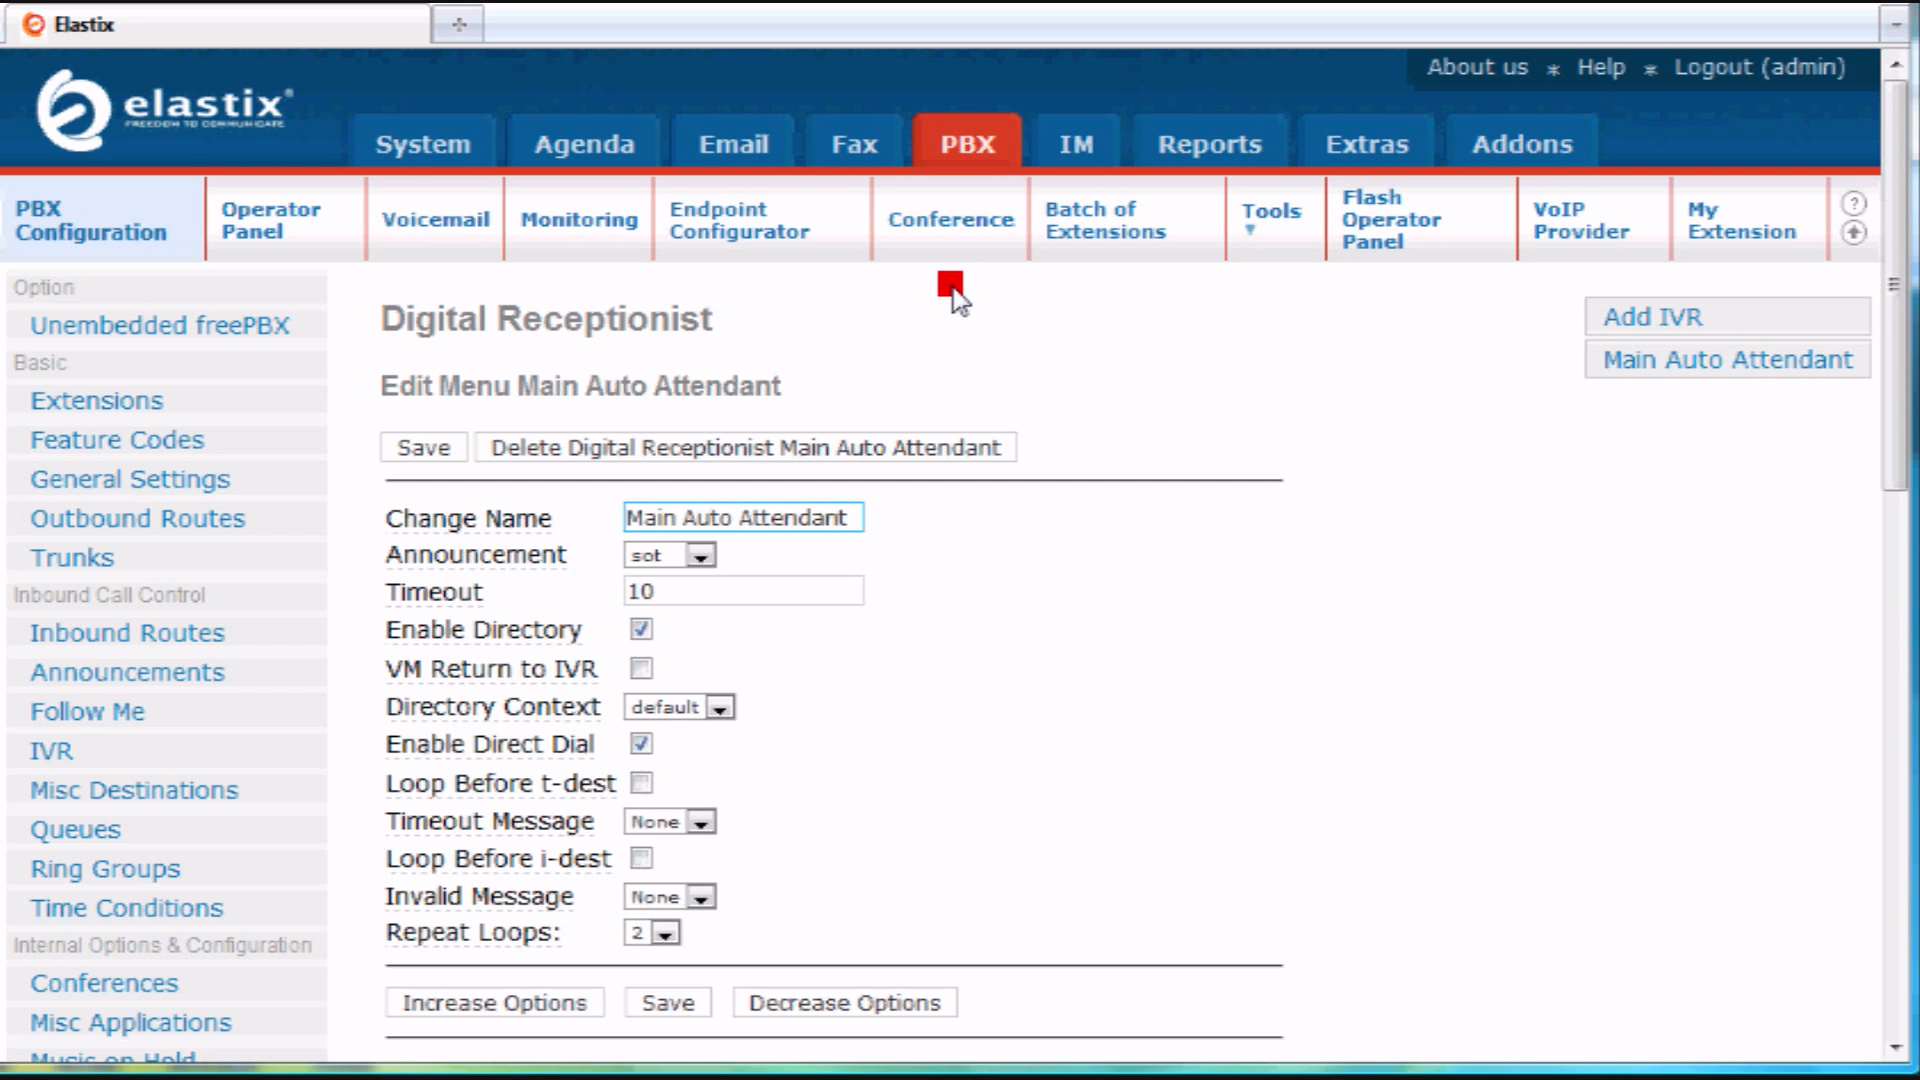 Elastix
About us * Help * Logout (admin)
elastix
FREEDOM TO COMMUNICATE
System Agenda Email Fax PBX IM Reports Extras Addons
PBX Configuration
Operator Panel
Voicemail
Monitoring
Endpoint Configurator
Conference
Batch of Extensions
Tools
Flash Operator Panel
VoIP Provider
My Extension
?
Option
Unembedded freePBX
Basic
Extensions
Feature Codes
General Settings
Outbound Routes
Trunks
Inbound Call Control
Inbound Routes
Announcements
Follow Me
IVR
Misc Destinations
Queues
Ring Groups
Time Conditions
Internal Options & Configuration
Conferences
Misc Applications
Music on Hold
Digital Receptionist
Edit Menu Main Auto Attendant
Save Delete Digital Receptionist Main Auto Attendant
Change Name Main Auto Attendant
Announcement sot
Timeout 10
Enable Directory
VM Return to IVR
Directory Context default
Enable Direct Dial
Loop Before t-dest
Timeout Message None
Loop Before i-dest
Invalid Message None
Repeat Loops: 2
Increase Options Save Decrease Options
Add IVR
Main Auto Attendant